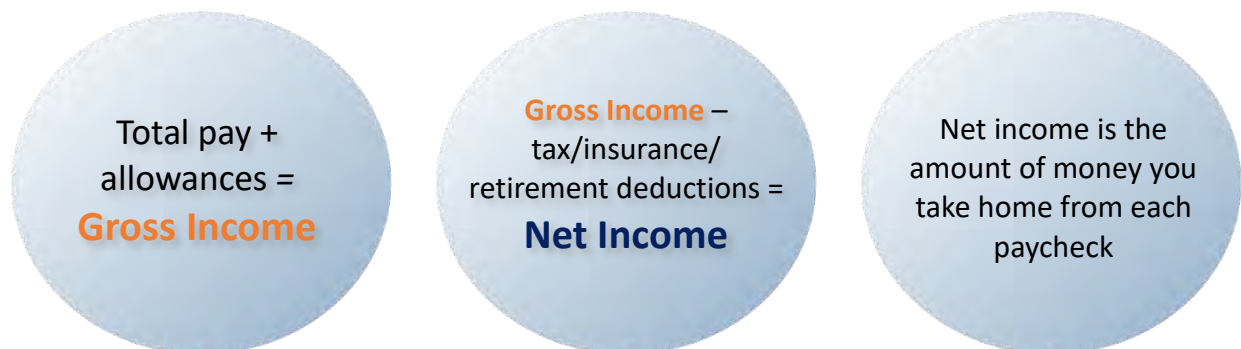 Total pay +
allowances =
Gross Income
Gross Income –
tax/insurance/
retirement deductions =
Net Income
Net income is the
amount of money you
take home from each
paycheck